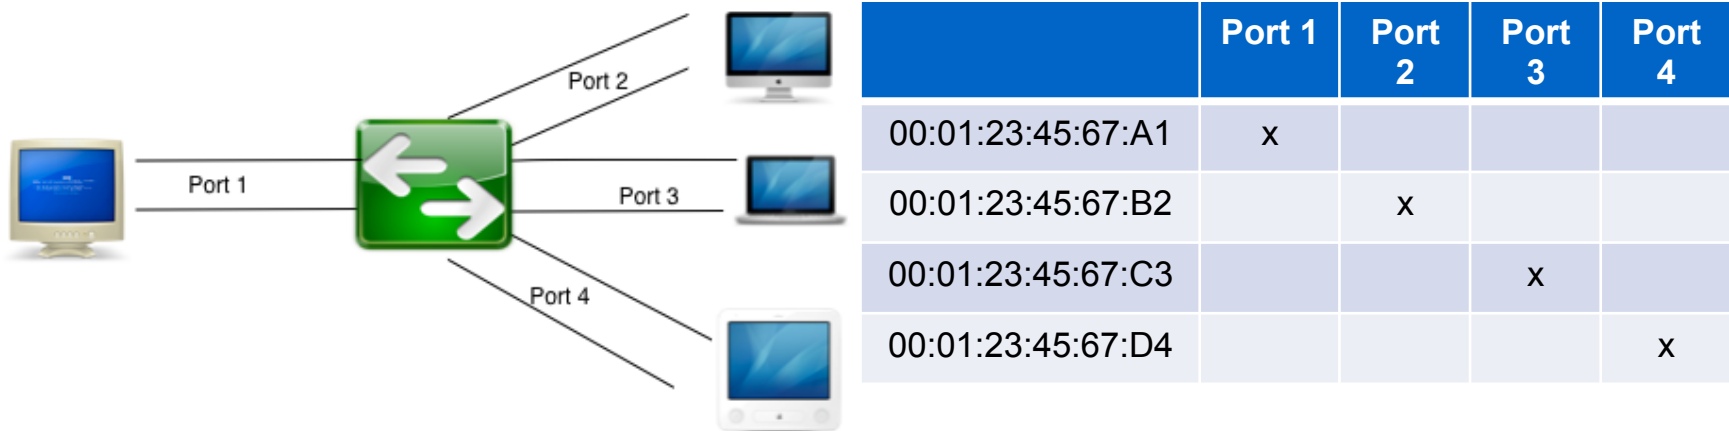 Port 2
Port 1
Port 3
Port 4
Port 1 Port 2 Port 3 Port 4
00:01:23:45:67:A1 x
00:01:23:45:67:B2 x
00:01:23:45:67:C3 x
00:01:23:45:67:D4 x